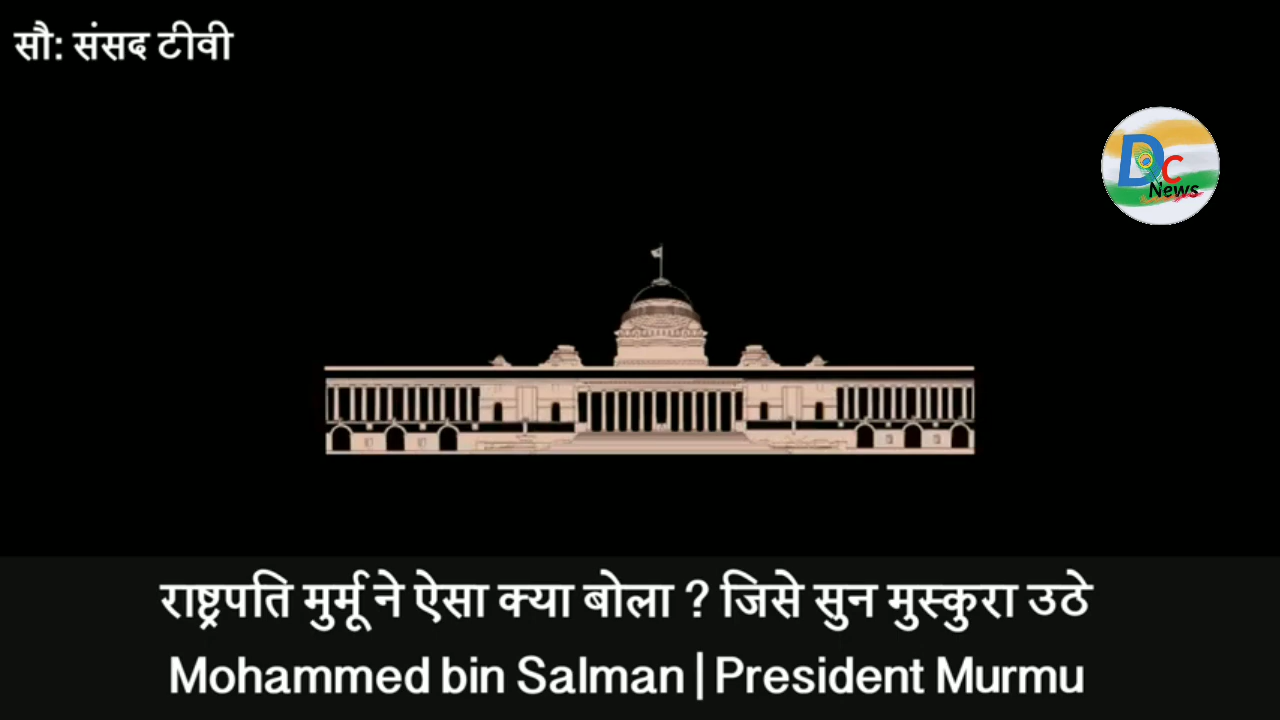 सौ: संसद टीवी
DC
News
राष्ट्रपति मुर्मू ने ऐसा क्या बोला ? जिसे सुन मुस्कुरा उठे
Mohammed bin Salman | President Murmu